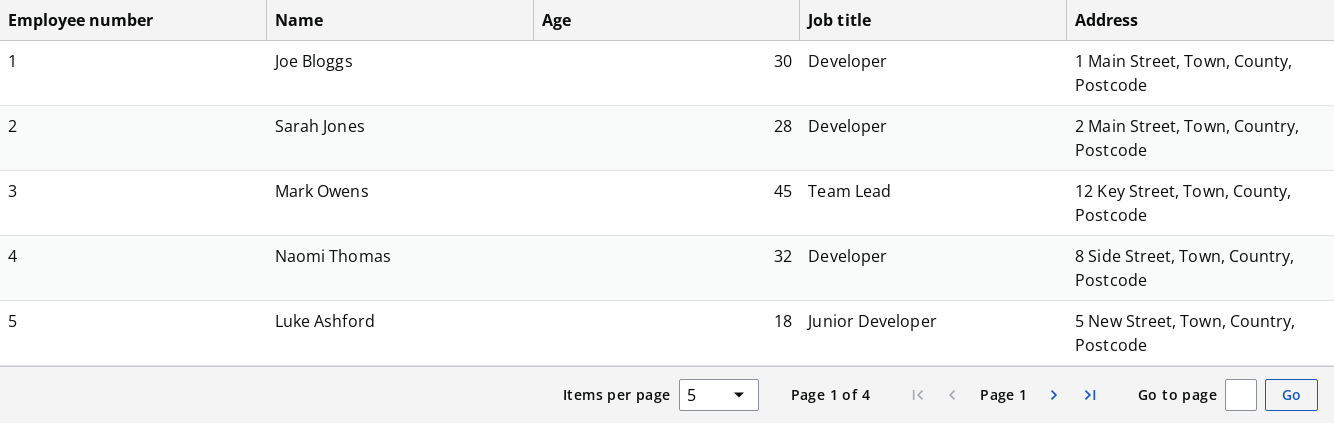 Employee number Name Age Job title Address
1 Joe Bloggs 30 Developer 1 Main Street, Town, County,
Postcode
2 Sarah Jones 28 Developer 2 Main Street, Town, Country,
Postcode
3 Mark Owens 45 Team Lead 12 Key Street, Town, County,
Postcode
4 Naomi Thomas 32 Developer 8 Side Street, Town, Country,
Postcode
5 Luke Ashford 18 Junior Developer 5 New Street, Town, Country,
Postcode
Items per page 5 Page 1 of 4 Page 1 Go to page Go